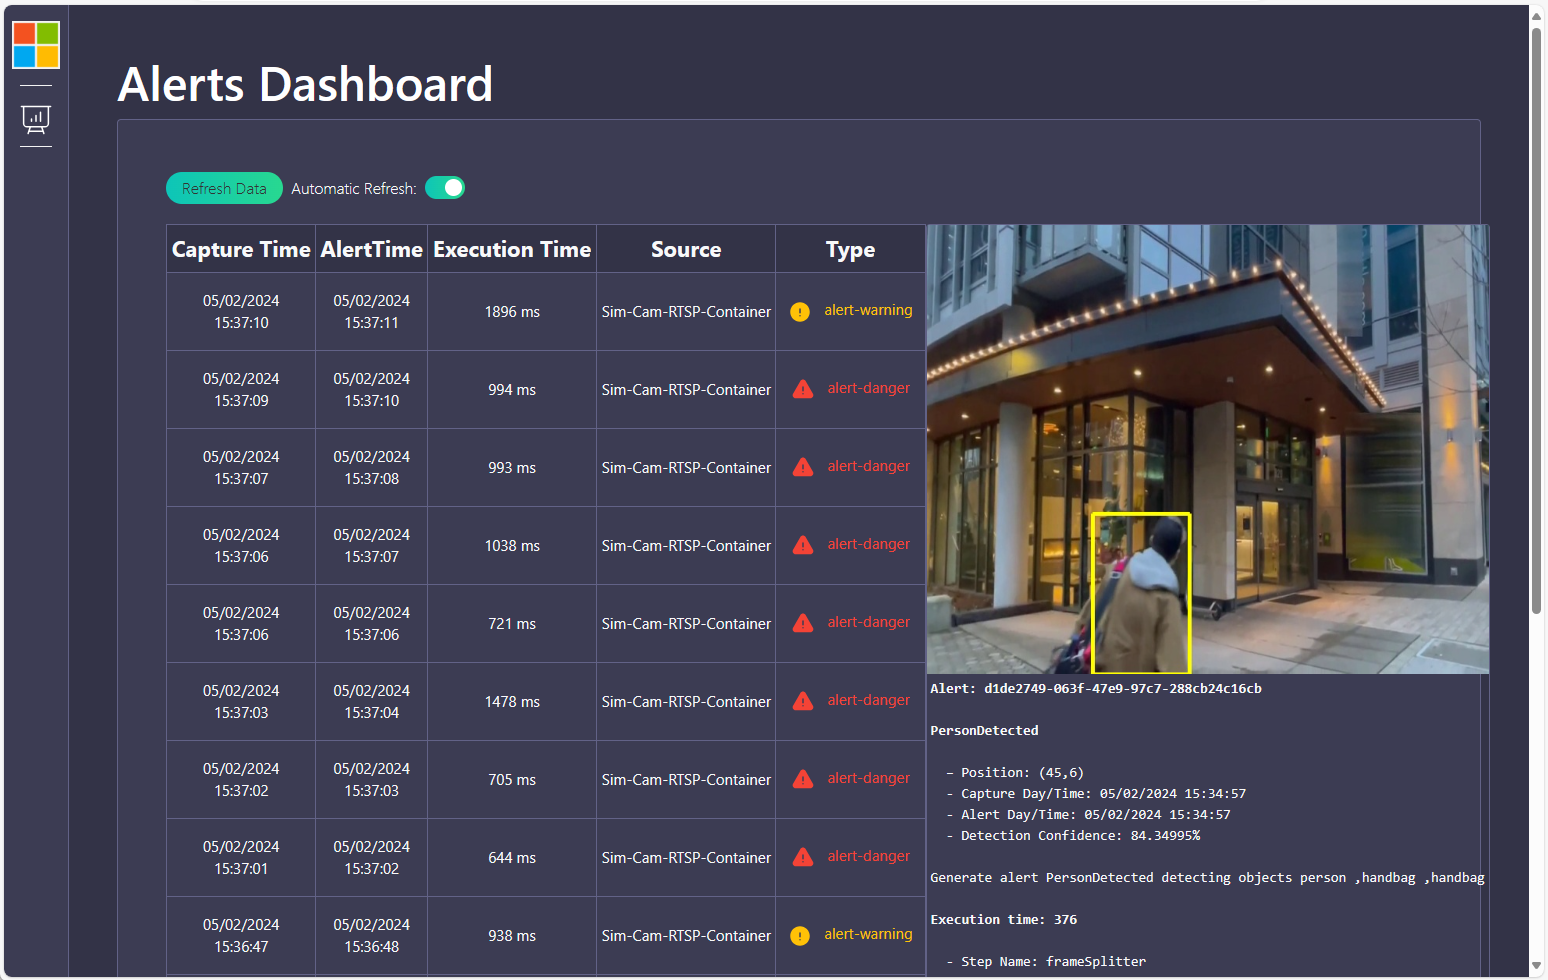 Alerts Dashboard
Refresh Data Automatic Refresh:
Capture Time AlertTime Execution Time Source Type
05/02/2024 05/02/2024
15:37:10 15:37:11 1896 ms Sim-Cam-RTSP-Container alert-warning
05/02/2024 05/02/2024
15:37:09 15:37:10 994 ms Sim-Cam-RTSP-Container alert-danger
05/02/2024 05/02/2024
15:37:07 15:37:08 993 ms Sim-Cam-RTSP-Container alert-danger
05/02/2024 05/02/2024
15:37:06 15:37:07 1038 ms Sim-Cam-RTSP-Container alert-danger
05/02/2024 05/02/2024
15:37:06 15:37:06 721 ms Sim-Cam-RTSP-Container alert-danger
05/02/2024 05/02/2024
15:37:03 15:37:04 1478 ms Sim-Cam-RTSP-Container alert-danger
05/02/2024 05/02/2024
15:37:02 15:37:03 705 ms Sim-Cam-RTSP-Container alert-danger
05/02/2024 05/02/2024
15:37:01 15:37:02 644 ms Sim-Cam-RTSP-Container alert-danger
05/02/2024 05/02/2024
15:36:47 15:36:48 938 ms Sim-Cam-RTSP-Container alert-warning
Alert: d1de2749-063f-47e9-97c7-288cb24c16cb
PersonDetected
- Position: (45,6)
- Capture Day/Time: 05/02/2024 15:34:57
- Alert Day/Time: 05/02/2024 15:34:57
- Detection Confidence: 84.34995%
Generate alert PersonDetected detecting objects person ,handbag ,handbag
Execution time: 376
- Step Name: frameSplitter